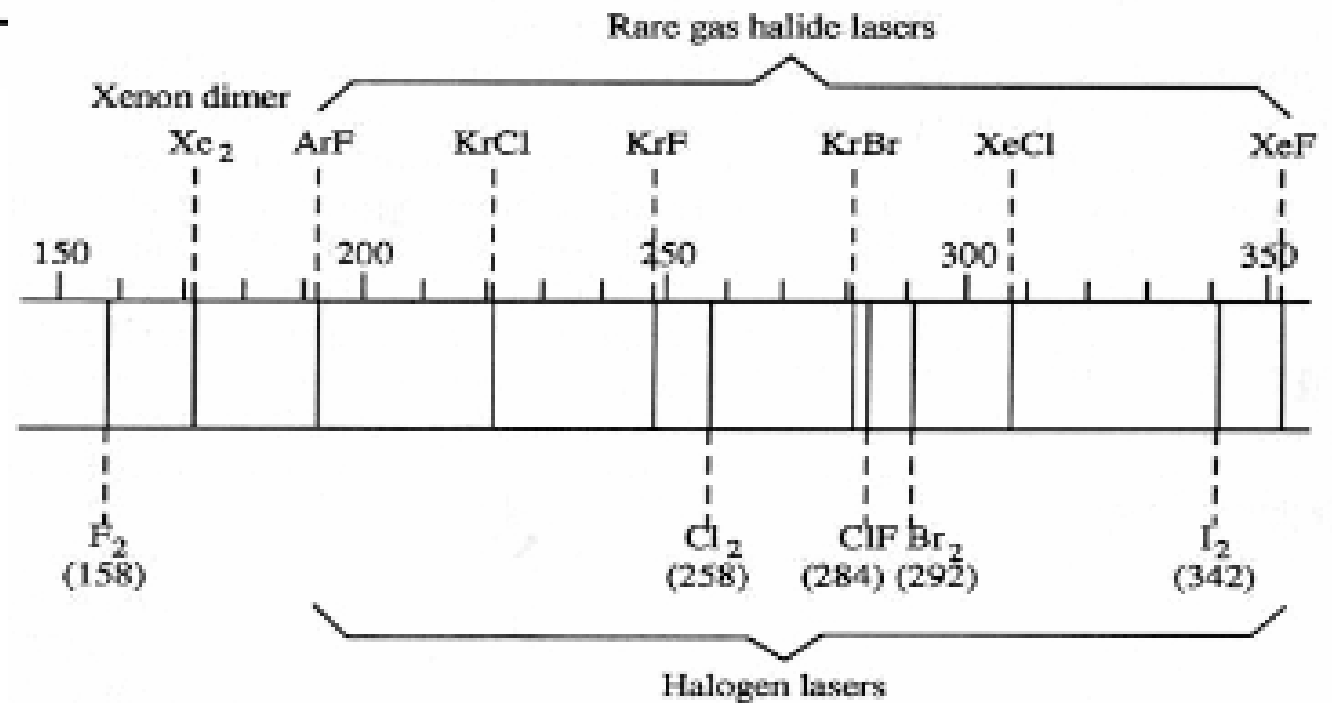 Rare gas halide lasers
Xenon dimer
Xe2 ArF KrCl KrF KrBr XeCl XeF
150 200 250 300 350
F2 Cl2 ClF Br2 I2
(158) (258) (284) (292) (342)
Halogen lasers